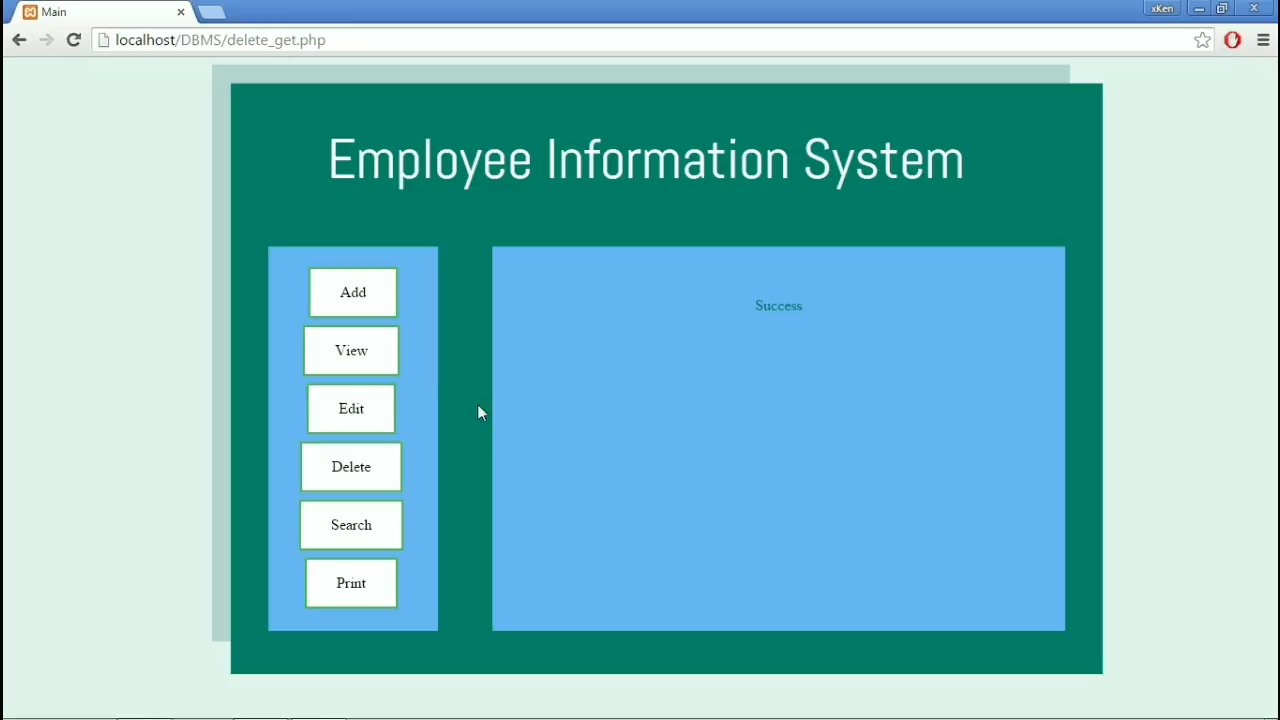 Main
xKen
localhost/DBMS/delete_get.php
Employee Information System
Add
View
Edit
Delete
Search
Print
Success